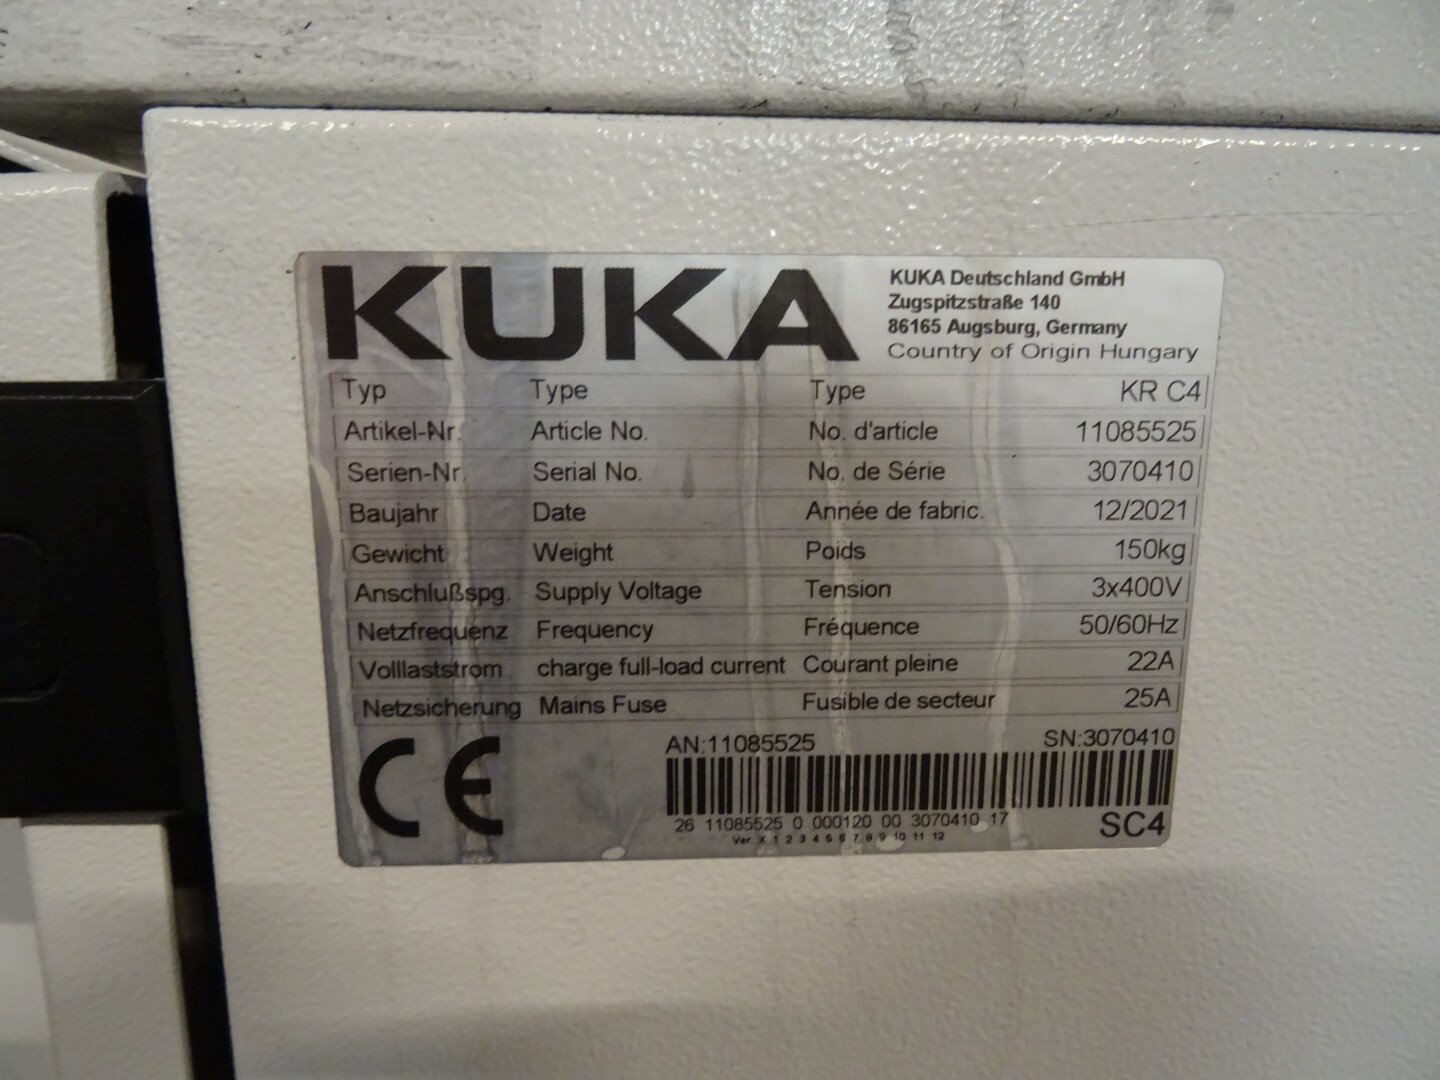 KUKA
KUKA Deutschland GmbH
Zugspitzstraße 140
86165 Augsburg, Germany
Country of Origin Hungary
Typ Type Type KR C4
Artikel-Nr. Article No. No. d'article 11085525
Serien-Nr. Serial No. No. de Série 3070410
Baujahr Date Année de fabric. 12/2021
Gewicht Weight Poids 150kg
Anschlußspg. Supply Voltage Tension 3x400V
Netzfrequenz Frequency Fréquence 50/60Hz
Volllaststrom charge full-load current Courant pleine 22A
Netzsicherung Mains Fuse Fusible de secteur 25A
CE
AN:11085525 SN:3070410
26 11085525 0 000120 00 3070410 17
SC4
Ver. X 1 2 3 4 5 6 7 8 9 10 11 12